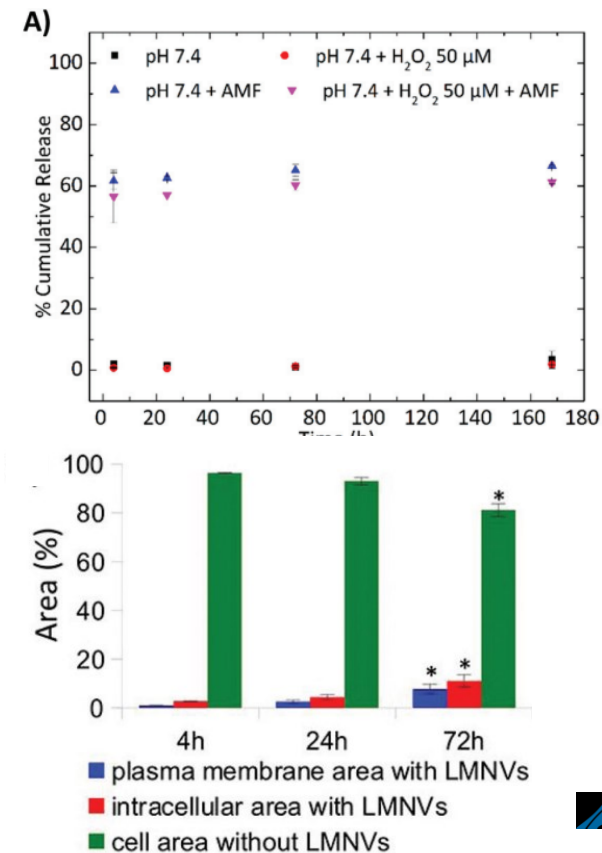 A)
pH 7.4 pH 7.4 + H₂O₂ 50 µM
pH 7.4 + AMF pH 7.4 + H₂O₂ 50 µM + AMF
% Cumulative Release
100
80
60
40
20
0
0 20 40 60 80 100 120 140 160 180
Time (h)
Area (%)
100
80
60
40
20
0
* * *
4h 24h 72h
plasma membrane area with LMNVs
intracellular area with LMNVs
cell area without LMNVs